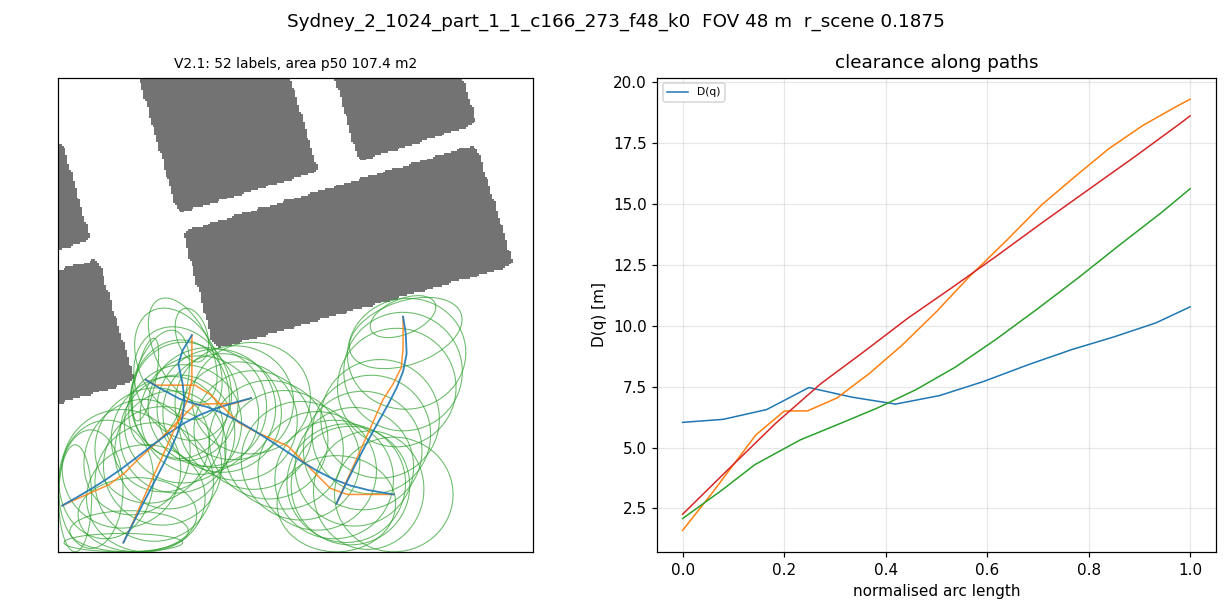 Sydney_2_1024_part_1_1_c166_273_f48_k0  FOV 48 m  r_scene 0.1875
V2.1: 52 labels, area p50 107.4 m2
clearance along paths
D(q)
D(q) [m]
20.0
17.5
15.0
12.5
10.0
7.5
5.0
2.5
0.0
0.2
0.4
0.6
0.8
1.0
normalised arc length